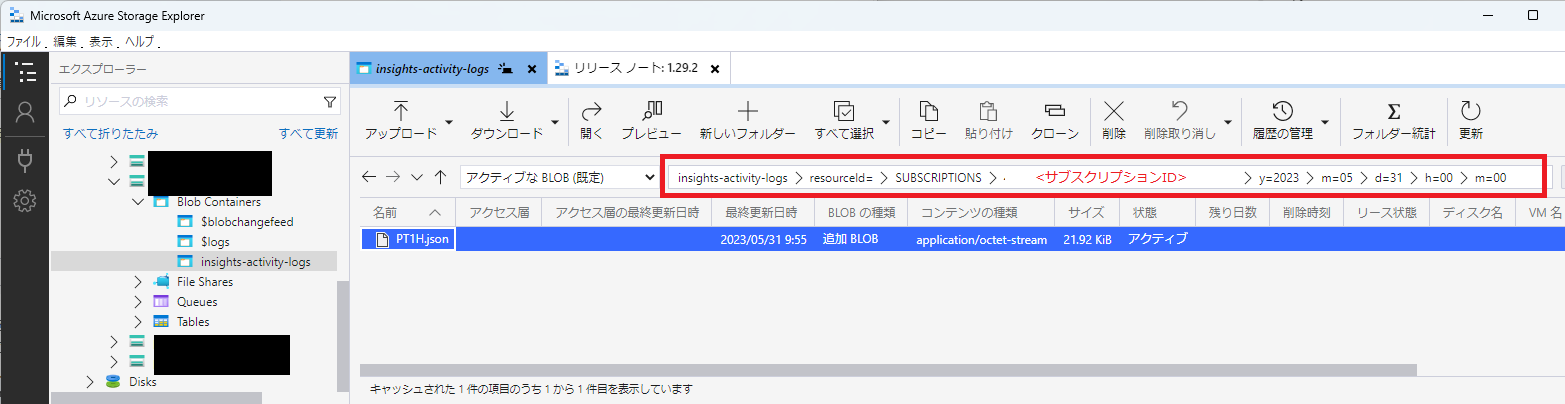 Microsoft Azure Storage Explorer
ファイル 編集 表示 ヘルプ
エクスプローラー
リソースの検索
すべて折りたたみ すべて更新
Blob Containers
$blobchangefeed
$logs
insights-activity-logs
File Shares
Queues
Tables
Disks
insights-activity-logs リリース ノート: 1.29.2
アップロード ダウンロード 開く プレビュー 新しいフォルダー すべて選択 コピー 貼り付け クローン 削除 削除取り消し 履歴の管理 フォルダー統計 更新
アクティブな BLOB (既定) insights-activity-logs resourceId= SUBSCRIPTIONS <サブスクリプションID> y=2023 m=05 d=31 h=00 m=00
名前 アクセス層 アクセス層の最終更新日時 最終更新日時 BLOB の種類 コンテンツの種類 サイズ 状態 残り日数 削除時刻 リース状態 ディスク名 VM 名
PT1H.json 2023/05/31 9:55 追加 BLOB application/octet-stream 21.92 KiB アクティブ
キャッシュされた 1 件の項目のうち 1 から 1 件目を表示しています